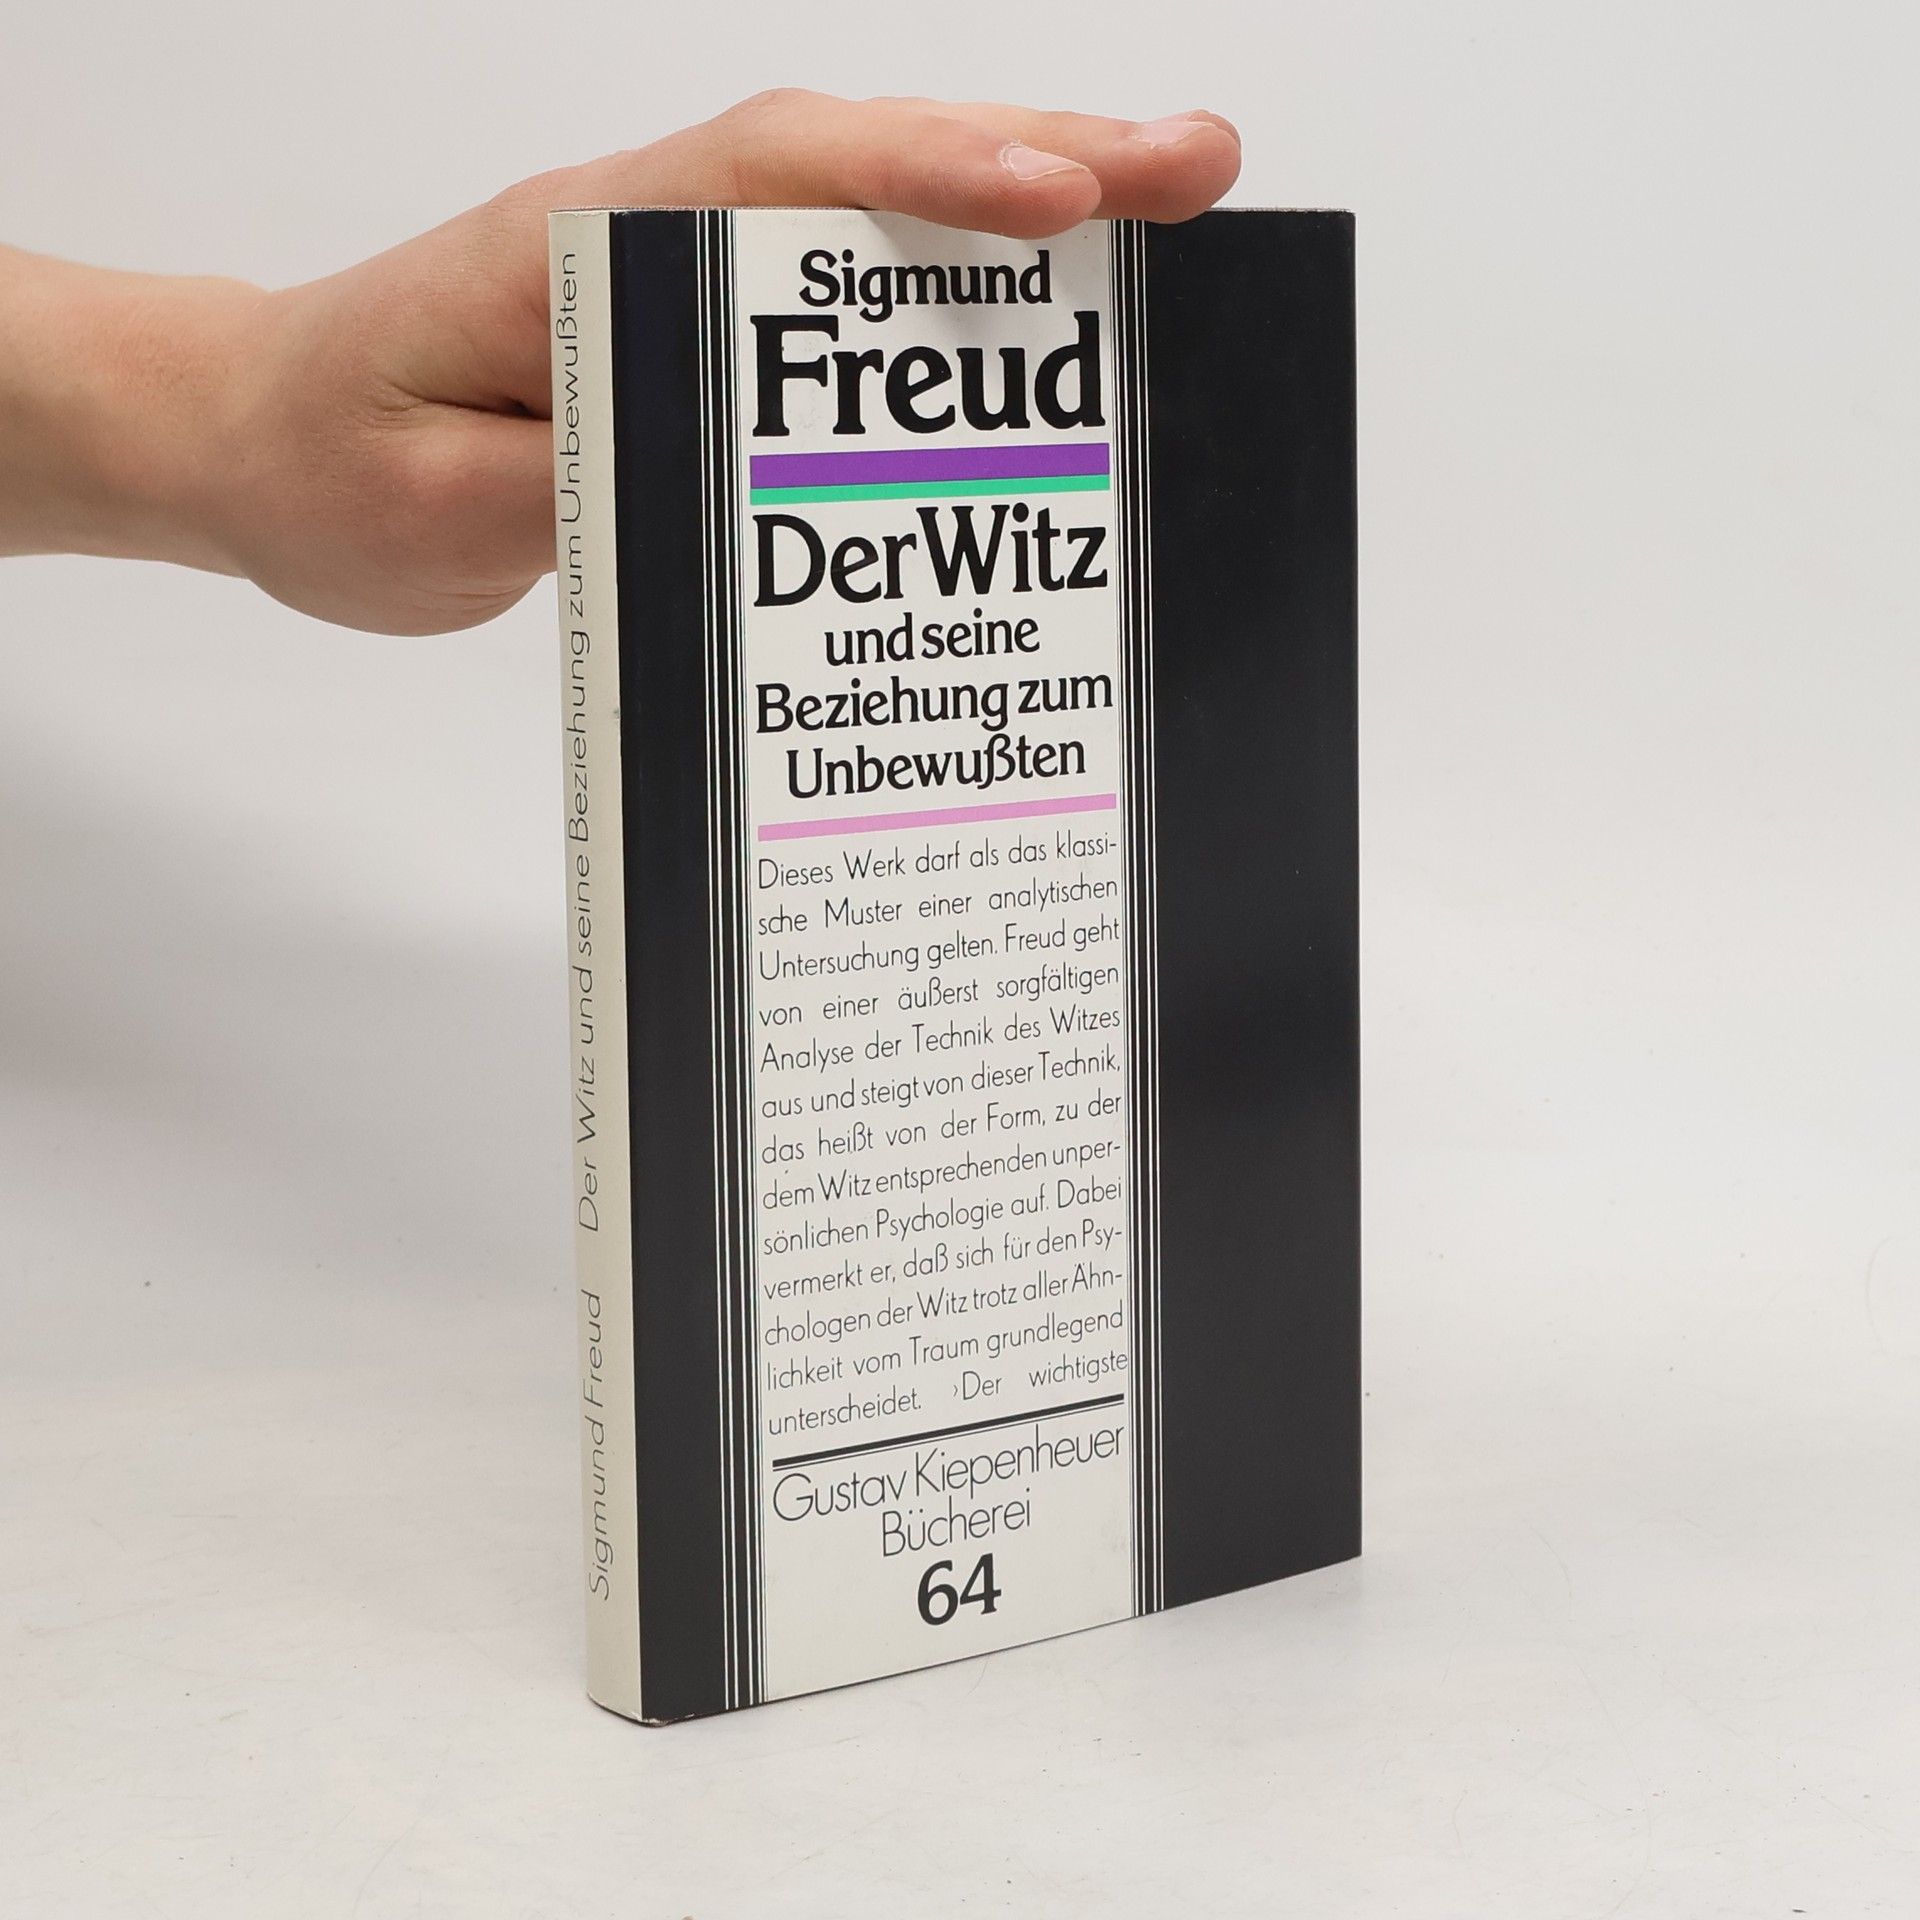 Sigmund Freud Der Witz und seine Beziehung zum Unbewußten
Sigmund
Freud
Der Witz
und seine
Beziehung zum
Unbewußten
Dieses Werk darf als das klassi-
sche Muster einer analytischen
Untersuchung gelten. Freud geht
von einer äußerst sorgfältigen
Analyse der Technik des Witzes
aus und steigt von dieser Technik,
das heißt von der Form, zu der
dem Witz entsprechenden unper-
sönlichen Psychologie auf. Dabei
vermerkt er, daß sich für den Psy-
chologen der Witz trotz aller Ähn-
lichkeit vom Traum grundlegend
unterscheidet. ›Der wichtigste
Gustav Kiepenheuer
Bücherei
64